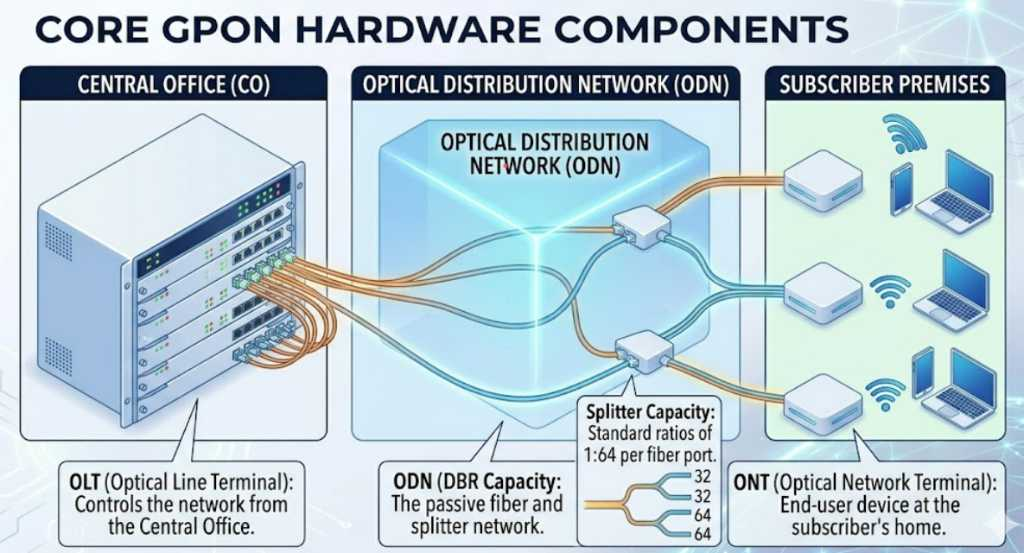 CORE GPON HARDWARE COMPONENTS
CENTRAL OFFICE (CO)
OPTICAL DISTRIBUTION NETWORK (ODN)
SUBSCRIBER PREMISES
OPTICAL DISTRIBUTION
NETWORK (ODN)
OLT (Optical Line Terminal):
Controls the network from
the Central Office.
ODN (DBR Capacity:
The passive fiber and
splitter network.
Splitter Capacity:
Standard ratios of
1:64 per fiber port.
32
32
64
64
ONT (Optical Network Terminal):
End-user device at the
subscriber's home.